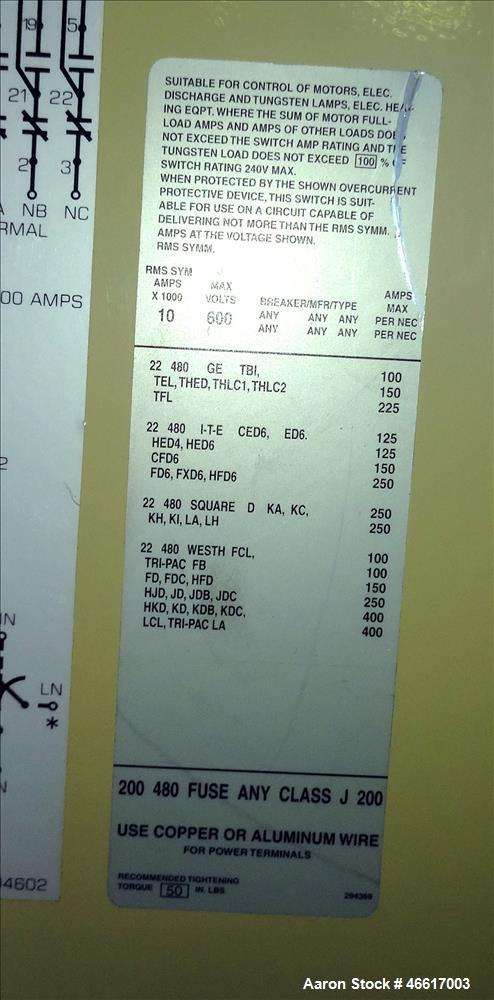 19
5
21
22
2
3
NB NC
RMAL
00 AMPS
2
IN
LN
*
N
4602
SUITABLE FOR CONTROL OF MOTORS, ELEC.
DISCHARGE AND TUNGSTEN LAMPS, ELEC. HEA
ING EQPT. WHERE THE SUM OF MOTOR FULL-
LOAD AMPS AND AMPS OF OTHER LOADS DOES
NOT EXCEED THE SWITCH AMP RATING AND THE
TUNGSTEN LOAD DOES NOT EXCEED 100 % OF
SWITCH RATING 240V MAX.
WHEN PROTECTED BY THE SHOWN OVERCURRENT
PROTECTIVE DEVICE, THIS SWITCH IS SUIT-
ABLE FOR USE ON A CIRCUIT CAPABLE OF
DELIVERING NOT MORE THAN THE RMS SYMM.
AMPS AT THE VOLTAGE SHOWN.
RMS SYMM.
RMS SYM
AMPS MAX AMPS
X 1000 VOLTS BREAKER/MFR/TYPE MAX
10 600 ANY ANY ANY PER NEC
ANY ANY ANY PER NEC
22 480 GE TBI, 100
TEL, THED, THLC1, THLC2 150
TFL 225
22 480 I-T-E CED6, ED6. 125
HED4, HED6 125
CFD6 150
FD6, FXD6, HFD6 250
22 480 SQUARE D KA, KC, 250
KH, KI, LA, LH 250
22 480 WESTH FCL, 100
TRI-PAC FB 100
FD, FDC, HFD 150
HJD, JD, JDB, JDC 250
HKD, KD, KDB, KDC, 400
LCL, TRI-PAC LA 400
200 480 FUSE ANY CLASS J 200
USE COPPER OR ALUMINUM WIRE
FOR POWER TERMINALS
RECOMMENDED TIGHTENING
TORQUE 50 IN. LBS.
294369
Aaron Stock # 46617003